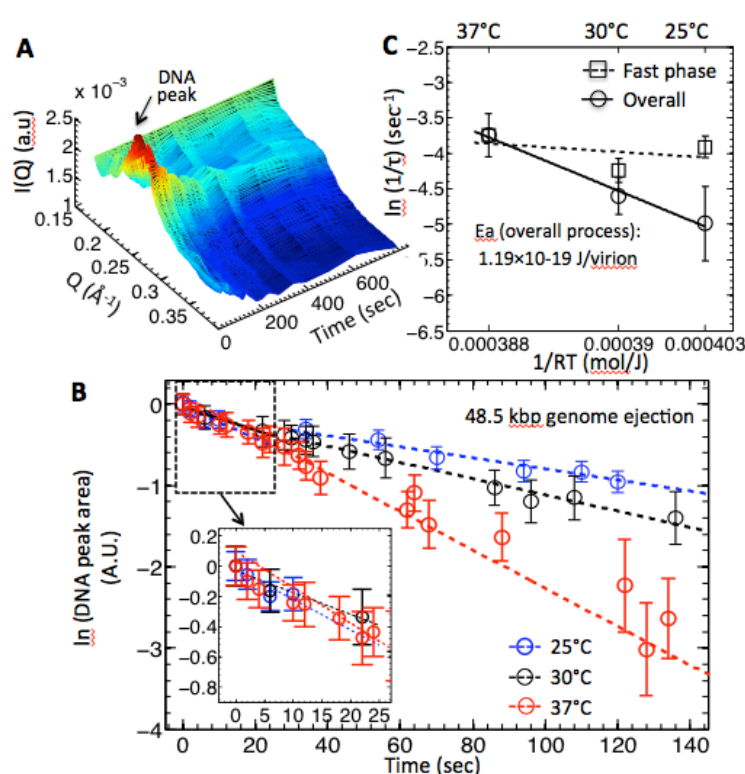 A
DNA
peak
x 10⁻³
I(Q) (a.u)
2.5
2
1.5
1
0.15
0.2
0.25
0.3
0.35
Q (Å⁻¹)
0
200
400
600
Time (sec)
C
37°C 30°C 25°C
ln (1/τ) (sec⁻¹)
−2.5
−3
−3.5
−4
−4.5
−5
−5.5
−6
−6.5
Fast phase
Overall
Ea (overall process):
1.19×10-19 J/virion
0.000388 0.00039 0.000403
1/RT (mol/J)
B
48.5 kbp genome ejection
ln (DNA peak area)
(A.U.)
0
−1
−2
−3
−4
0.2
0
−0.2
−0.4
−0.6
−0.8
0 5 10 15 20 25
25°C
30°C
37°C
0 20 40 60 80 100 120 140
Time (sec)